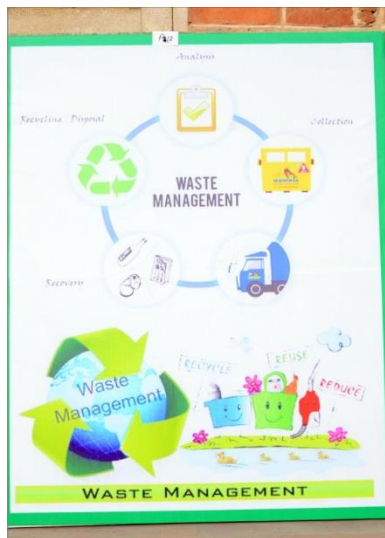 Analysis
Recycling / Disposal
Collection
WASTE
MANAGEMENT
Recovery
RECYCLE
REUSE
REDUCE
Waste
Management
WASTE MANAGEMENT